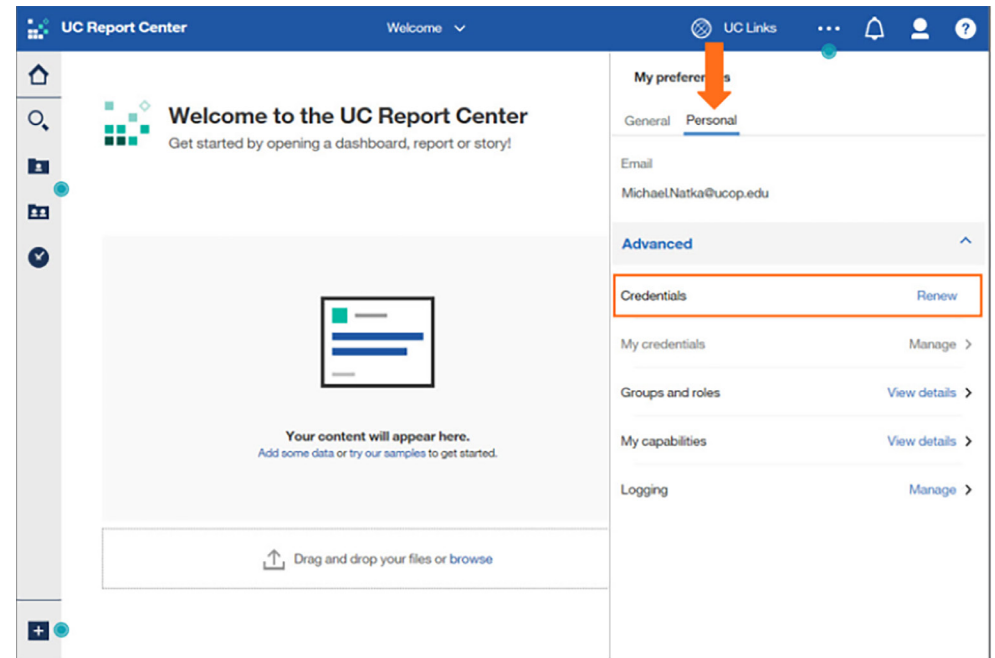 UC Report Center
Welcome
UC Links
?
Welcome to the UC Report Center
Get started by opening a dashboard, report or story!
Your content will appear here.
Add some data or try our samples to get started.
Drag and drop your files or browse
My preferences
General Personal
Email
Michael.Natka@ucop.edu
Advanced
Credentials Renew
My credentials Manage
Groups and roles View details
My capabilities View details
Logging Manage